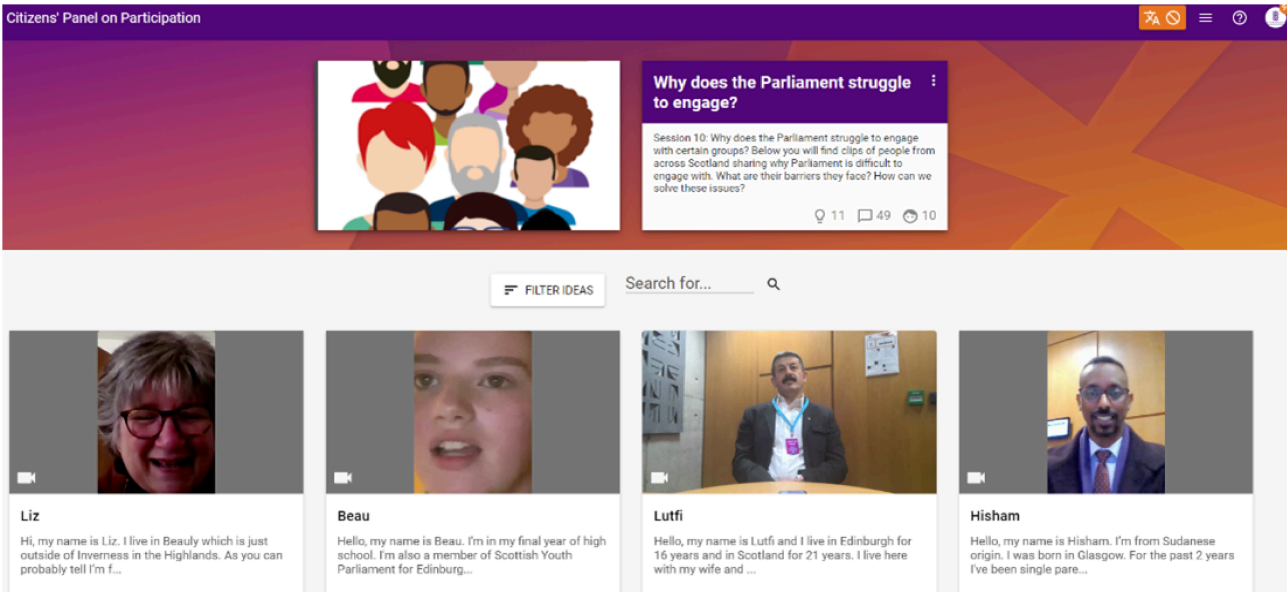 Citizens' Panel on Participation
Why does the Parliament struggle
to engage?
Session 10: Why does the Parliament struggle to engage
with certain groups? Below you will find clips of people from
across Scotland sharing why Parliament is difficult to
engage with. What are their barriers they face? How can we
solve these issues?
11 49 10
FILTER IDEAS
Search for...
Liz
Hi, my name is Liz. I live in Beauly which is just
outside of Inverness in the Highlands. As you can
probably tell I'm f...
Beau
Hello, my name is Beau. I'm in my final year of high
school. I'm also a member of Scottish Youth
Parliament for Edinburg...
Lutfi
Hello, my name is Lutfi and I live in Edinburgh for
16 years and in Scotland for 21 years. I live here
with my wife and ...
Hisham
Hello, my name is Hisham. I'm from Sudanese
origin. I was born in Glasgow. For the past 2 years
I've been single pare...